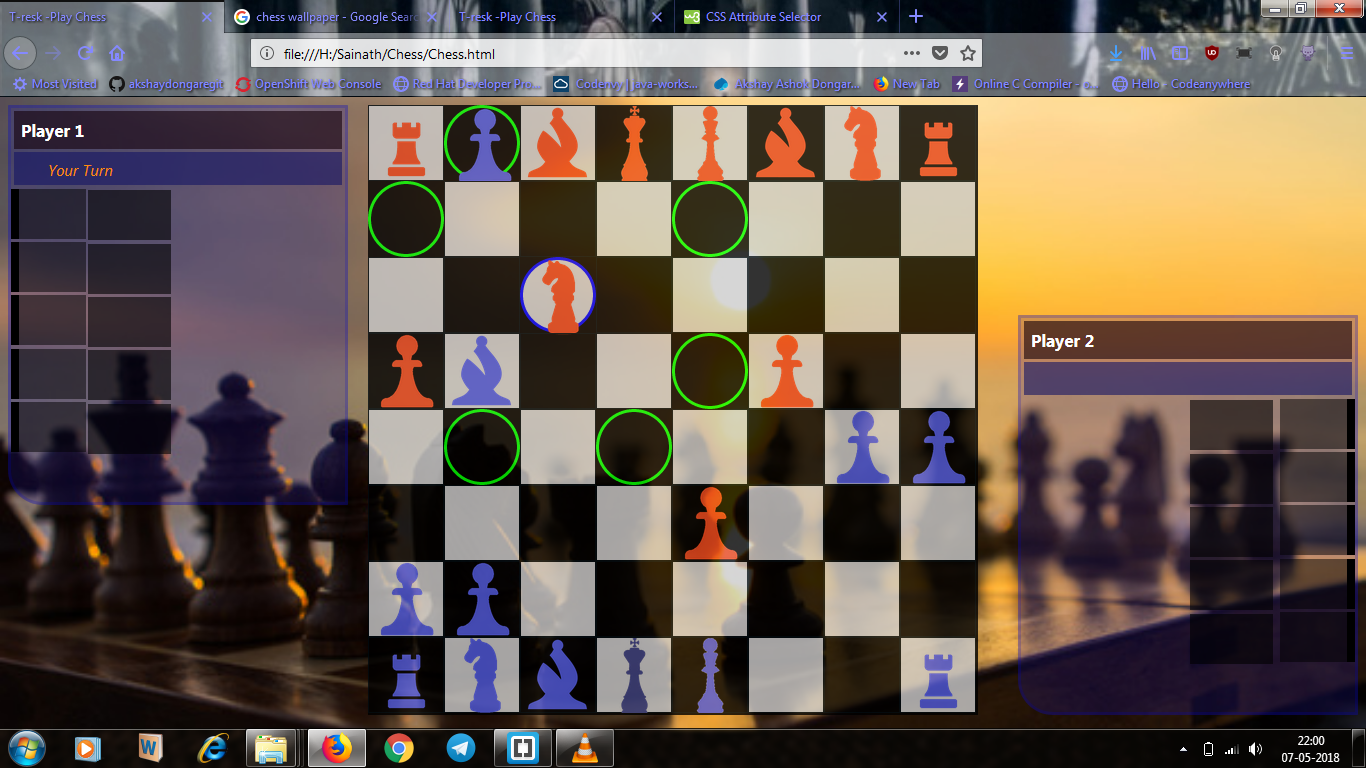 T-resk -Play Chess
chess wallpaper - Google Sear
T-resk -Play Chess
CSS Attribute Selector
file:///H:/Sainath/Chess/Chess.html
Most Visited
akshaydongaregit
OpenShift Web Console
Red Hat Developer Pro...
Codenvy | java-works...
Akshay Ashok Dongar...
New Tab
Online C Compiler - o...
Hello - Codeanywhere
Player 1
Your Turn
Player 2
22:00
07-05-2018